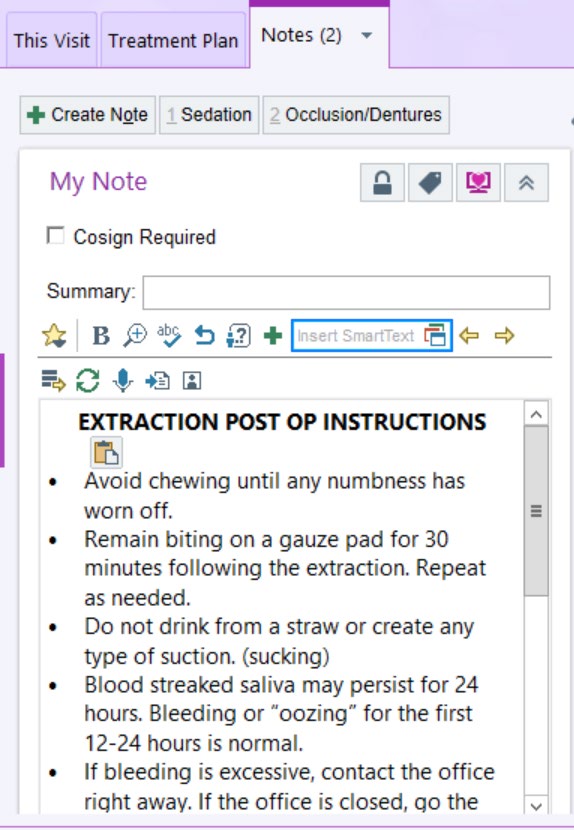 This Visit Treatment Plan Notes (2)
Create Note 1 Sedation 2 Occlusion/Dentures
My Note
Cosign Required
Summary:
B abc Insert SmartText
EXTRACTION POST OP INSTRUCTIONS
• Avoid chewing until any numbness has
worn off.
• Remain biting on a gauze pad for 30
minutes following the extraction. Repeat
as needed.
• Do not drink from a straw or create any
type of suction. (sucking)
• Blood streaked saliva may persist for 24
hours. Bleeding or “oozing” for the first
12-24 hours is normal.
• If bleeding is excessive, contact the office
right away. If the office is closed, go the